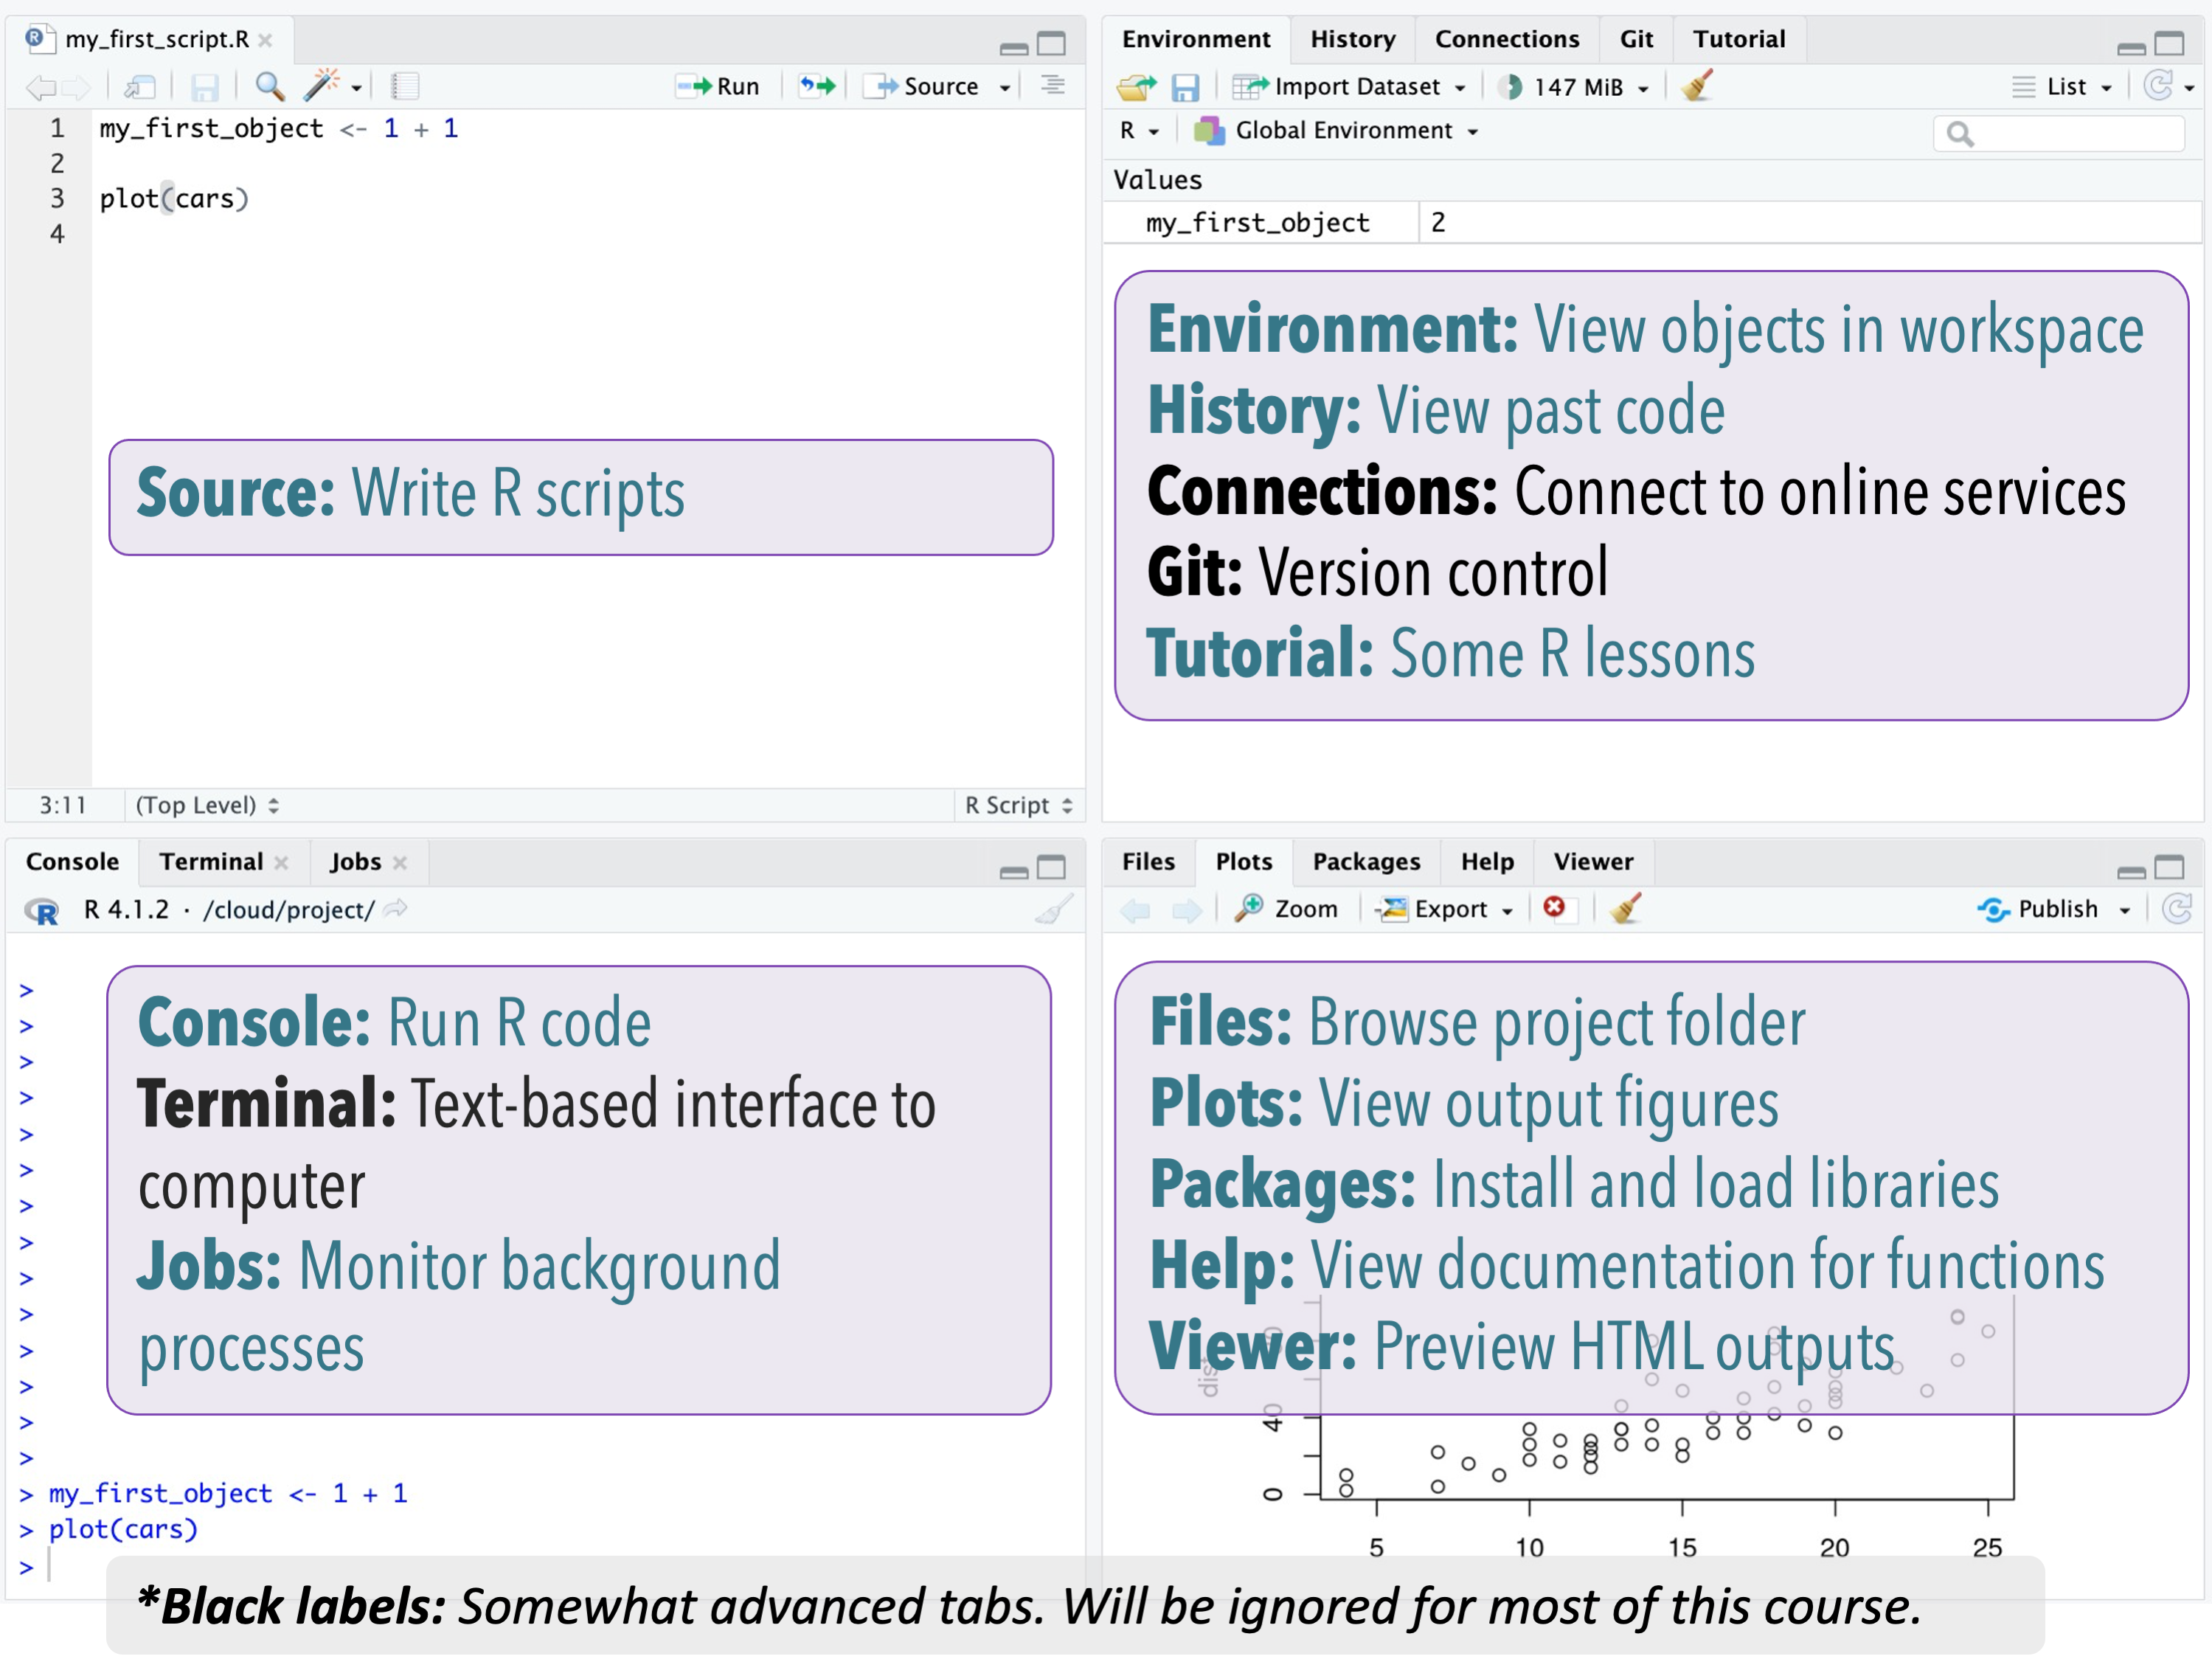 my_first_script.R
Run
Source
1 my_first_object <- 1 + 1
2
3 plot(cars)
4
Source: Write R scripts
3:11 (Top Level) R Script
Environment History Connections Git Tutorial
Import Dataset 147 MiB List
R Global Environment
Values
my_first_object 2
Environment: View objects in workspace
History: View past code
Connections: Connect to online services
Git: Version control
Tutorial: Some R lessons
Console Terminal Jobs
R 4.1.2 · /cloud/project/
>
>
>
>
>
>
>
>
>
>
>
>
>
>
Console: Run R code
Terminal: Text-based interface to
computer
Jobs: Monitor background
processes
> my_first_object <- 1 + 1
> plot(cars)
>
Files Plots Packages Help Viewer
Zoom Export Publish
Files: Browse project folder
Plots: View output figures
Packages: Install and load libraries
Help: View documentation for functions
Viewer: Preview HTML outputs
dist
40
0
5 10 15 20 25
*Black labels: Somewhat advanced tabs. Will be ignored for most of this course.